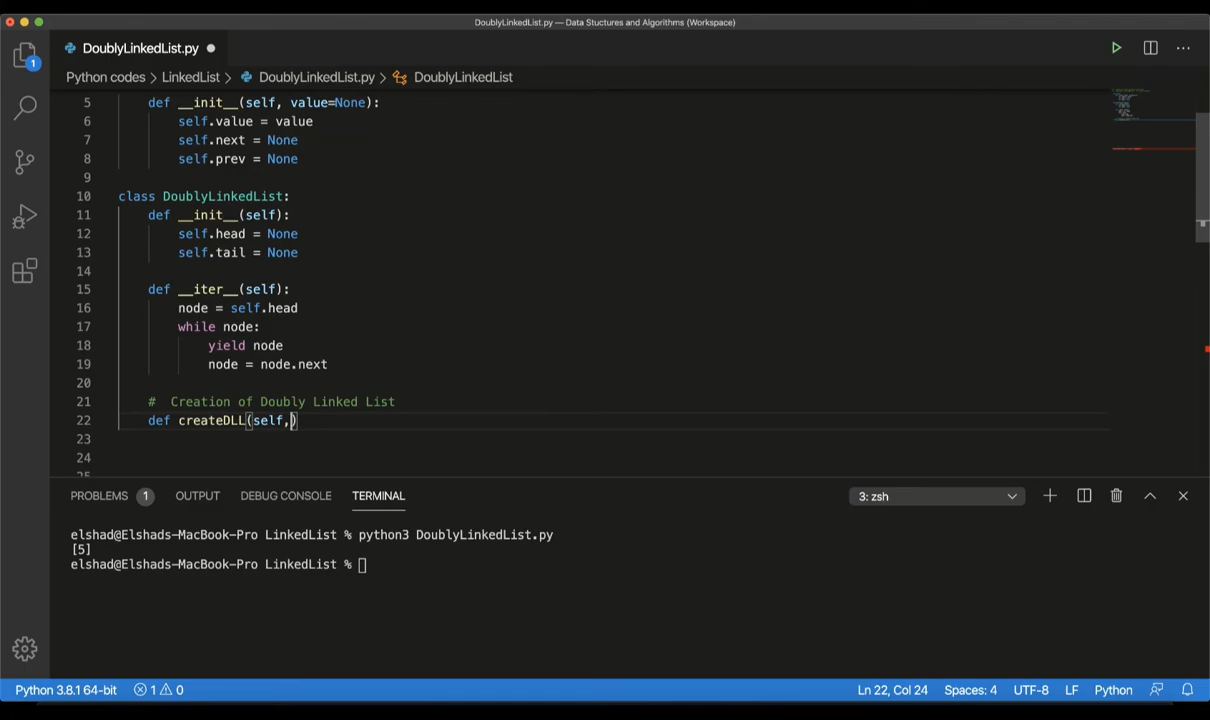 DoublyLinkedList.py — Data Stuctures and Algorithms (Workspace)
DoublyLinkedList.py
Python codes > LinkedList > DoublyLinkedList.py > DoublyLinkedList
5 def __init__(self, value=None):
6 self.value = value
7 self.next = None
8 self.prev = None
9
10 class DoublyLinkedList:
11 def __init__(self):
12 self.head = None
13 self.tail = None
14
15 def __iter__(self):
16 node = self.head
17 while node:
18 yield node
19 node = node.next
20
21 # Creation of Doubly Linked List
22 def createDLL(self,)
23
24
25
1
PROBLEMS 1 OUTPUT DEBUG CONSOLE TERMINAL 3: zsh
elshad@Elshads-MacBook-Pro LinkedList % python3 DoublyLinkedList.py
[5]
elshad@Elshads-MacBook-Pro LinkedList %
Python 3.8.1 64-bit 1 0 Ln 22, Col 24 Spaces: 4 UTF-8 LF Python